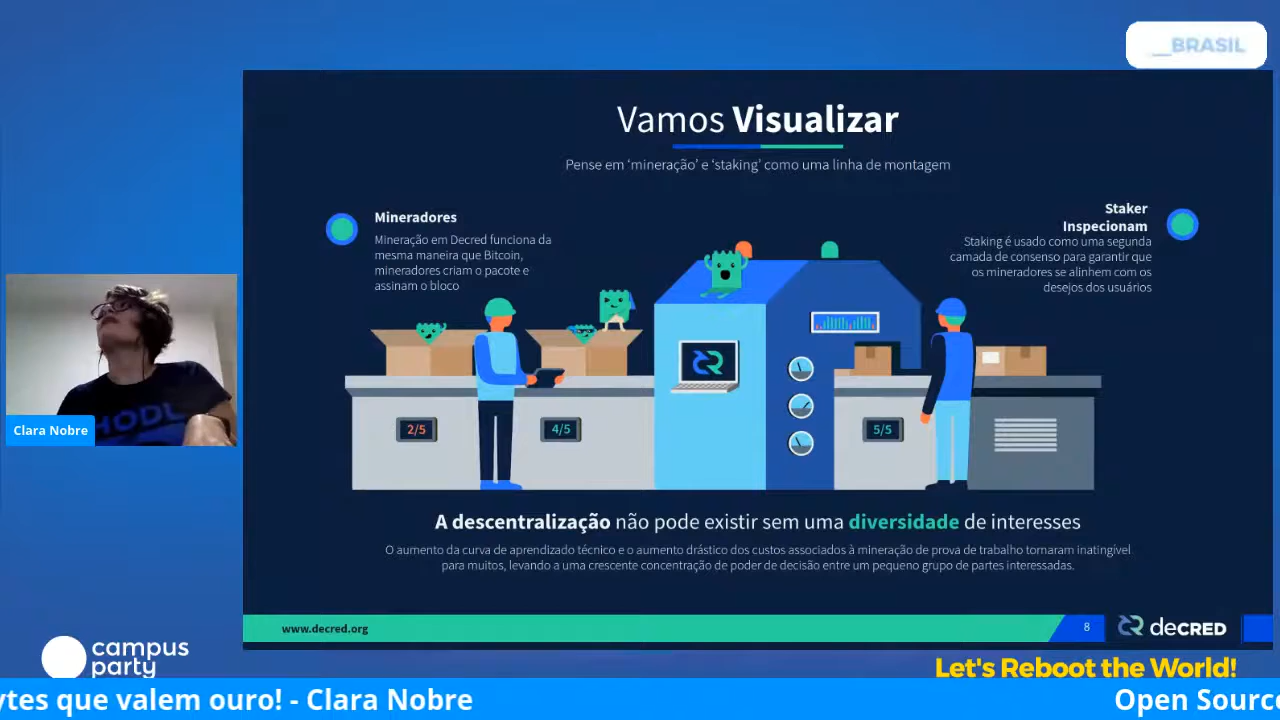 __BRASIL
Vamos Visualizar
Pense em ‘mineração’ e ‘staking’ como uma linha de montagem
Mineradores
Mineração em Decred funciona da
mesma maneira que Bitcoin,
mineradores criam o pacote e
assinam o bloco
Staker
Inspecionam
Staking é usado como uma segunda
camada de consenso para garantir que
os mineradores se alinhem com os
desejos dos usuários
2/5
4/5
5/5
HODL
Clara Nobre
A descentralização não pode existir sem uma diversidade de interesses
O aumento da curva de aprendizado técnico e o aumento drástico dos custos associados à mineração de prova de trabalho tornaram inatingível
para muitos, levando a uma crescente concentração de poder de decisão entre um pequeno grupo de partes interessadas.
www.decred.org
8
decRED
campus
party
Let's Reboot the World!
ytes que valem ouro! - Clara Nobre
Open Source